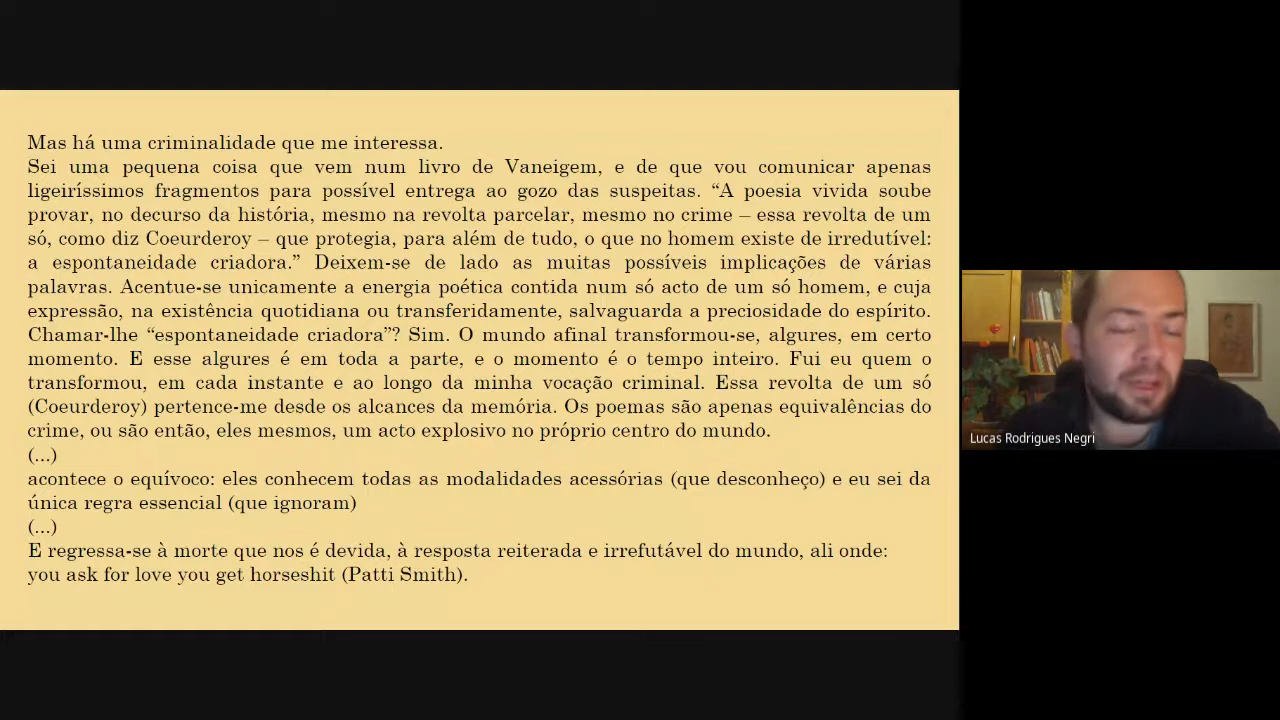 Mas há uma criminalidade que me interessa.
Sei uma pequena coisa que vem num livro de Vaneigem, e de que vou comunicar apenas
ligeiríssimos fragmentos para possível entrega ao gozo das suspeitas. “A poesia vivida soube
provar, no decurso da história, mesmo na revolta parcelar, mesmo no crime – essa revolta de um
só, como diz Coeurderoy – que protegia, para além de tudo, o que no homem existe de irredutível:
a espontaneidade criadora.” Deixem-se de lado as muitas possíveis implicações de várias
palavras. Acentue-se unicamente a energia poética contida num só acto de um só homem, e cuja
expressão, na existência quotidiana ou transferidamente, salvaguarda a preciosidade do espírito.
Chamar-lhe “espontaneidade criadora”? Sim. O mundo afinal transformou-se, algures, em certo
momento. E esse algures é em toda a parte, e o momento é o tempo inteiro. Fui eu quem o
transformou, em cada instante e ao longo da minha vocação criminal. Essa revolta de um só
(Coeurderoy) pertence-me desde os alcances da memória. Os poemas são apenas equivalências do
crime, ou são então, eles mesmos, um acto explosivo no próprio centro do mundo.
(...)
acontece o equívoco: eles conhecem todas as modalidades acessórias (que desconheço) e eu sei da
única regra essencial (que ignoram)
(...)
E regressa-se à morte que nos é devida, à resposta reiterada e irrefutável do mundo, ali onde:
you ask for love you get horseshit (Patti Smith).
Lucas Rodrigues Negri